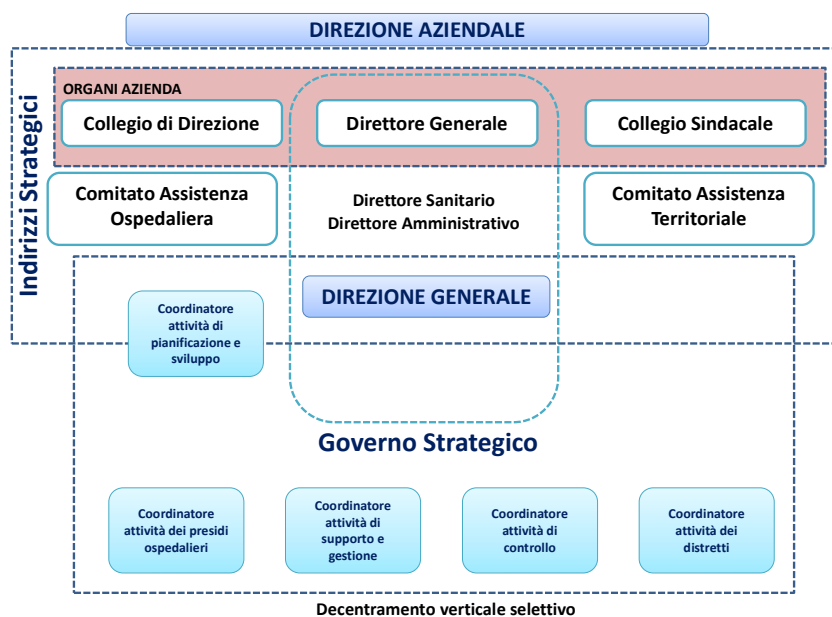 DIREZIONE AZIENDALE
Indirizzi Strategici
ORGANI AZIENDA
Collegio di Direzione
Direttore Generale
Collegio Sindacale
Comitato Assistenza
Ospedaliera
Direttore Sanitario
Direttore Amministrativo
Comitato Assistenza
Territoriale
DIREZIONE GENERALE
Coordinatore
attività di
pianificazione e
sviluppo
Governo Strategico
Coordinatore
attività dei presidi
ospedalieri
Coordinatore
attività di
supporto e
gestione
Coordinatore
attività di
controllo
Coordinatore
attività dei
distretti
Decentramento verticale selettivo